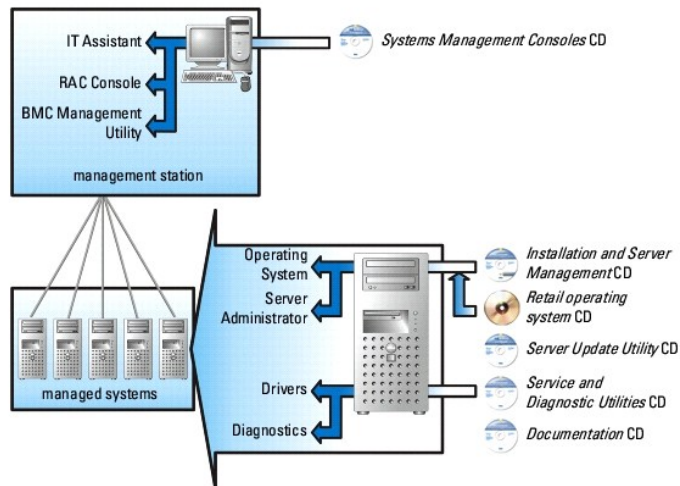 IT Assistant
RAC Console
BMC Management
Utility
management station
Systems Management Consoles CD
Operating
System
Server
Administrator
Drivers
Diagnostics
managed systems
Installation and Server
Management CD
Retail operating
system CD
Server Update Utility CD
Service and
Diagnostic Utilities CD
Documentation CD